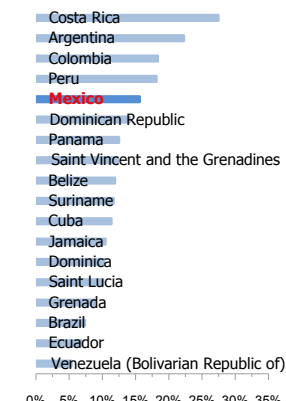 Costa Rica
Argentina
Colombia
Peru
Mexico
Dominican Republic
Panama
Saint Vincent and the Grenadines
Belize
Suriname
Cuba
Jamaica
Dominica
Saint Lucia
Grenada
Brazil
Ecuador
Venezuela (Bolivarian Republic of)
0% 5% 10% 15% 20% 25% 30% 35%